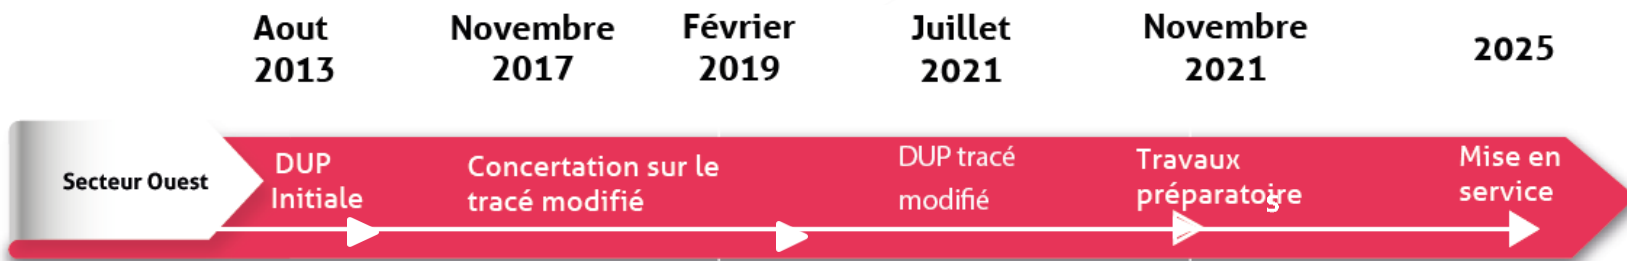 Aout
2013
Novembre
2017
Février
2019
Juillet
2021
Novembre
2021
2025
Secteur Ouest
DUP
Initiale
Concertation sur le
tracé modifié
DUP tracé
modifié
Travaux
préparatoires
Mise en
service